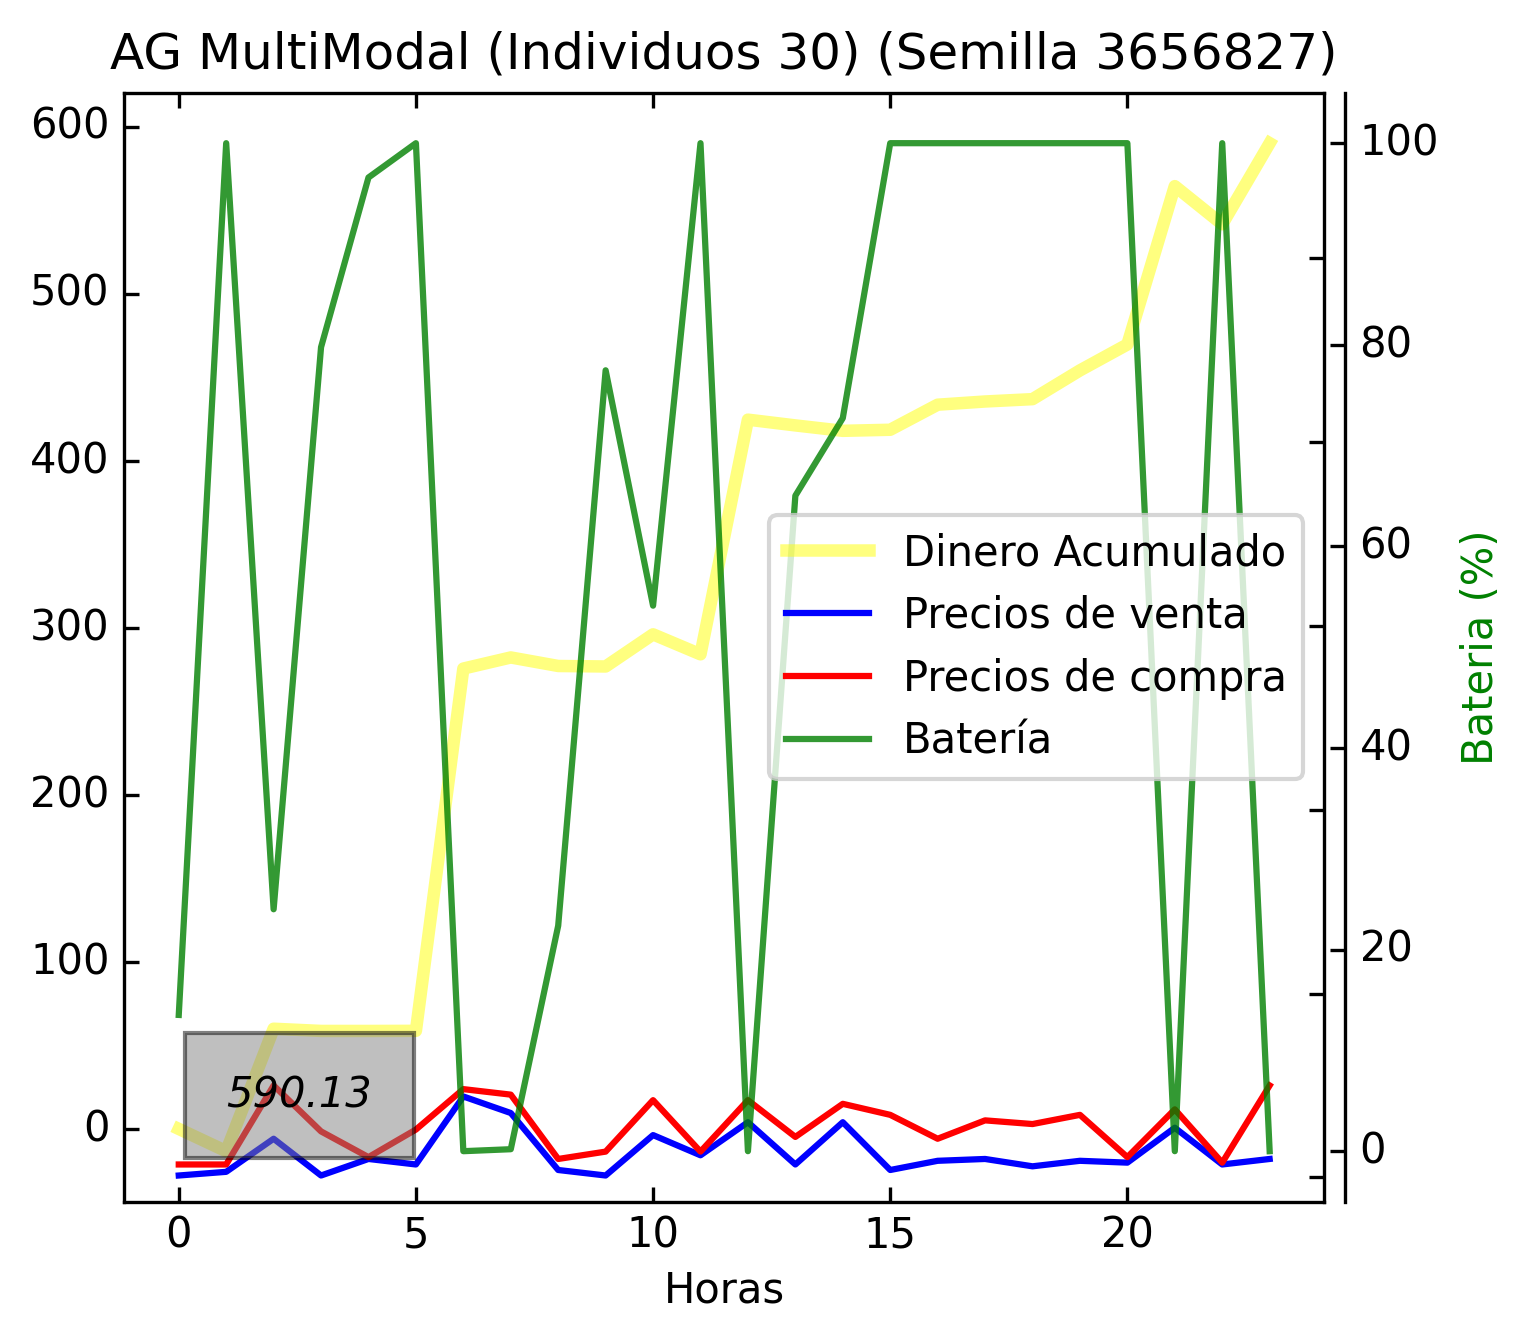 AG MultiModal (Individuos 30) (Semilla 3656827)
600
500
400
300
200
100
0
100
80
60
40
20
0
Bateria (%)
Dinero Acumulado
Precios de venta
Precios de compra
Batería
590.13
0 5 10 15 20
Horas